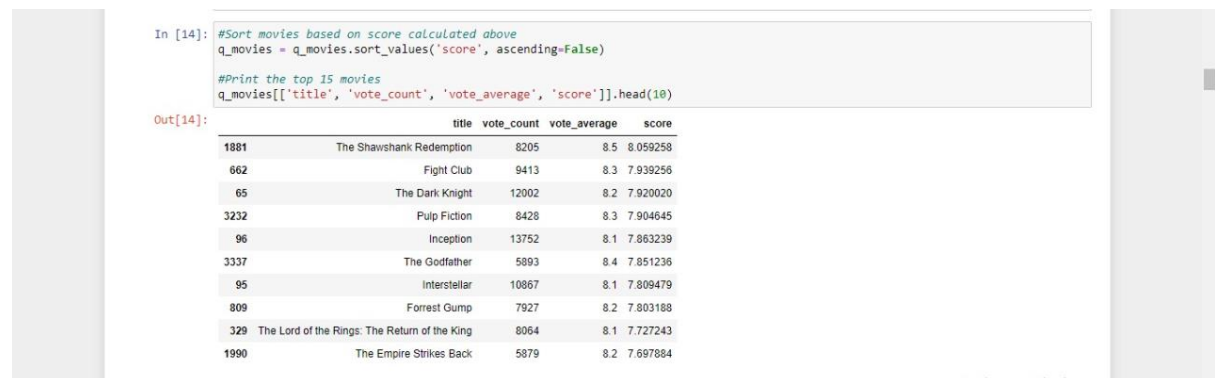 In [14]: #Sort movies based on score calculated above
q_movies = q_movies.sort_values('score', ascending=False)
#Print the top 15 movies
q_movies[['title', 'vote_count', 'vote_average', 'score']].head(10)
Out[14]:
title vote_count vote_average score
1881 The Shawshank Redemption 8205 8.5 8.059258
662 Fight Club 9413 8.3 7.939256
65 The Dark Knight 12002 8.2 7.920020
3232 Pulp Fiction 8428 8.3 7.904645
96 Inception 13752 8.1 7.863239
3337 The Godfather 5893 8.4 7.851236
95 Interstellar 10867 8.1 7.809479
809 Forrest Gump 7927 8.2 7.803188
329 The Lord of the Rings: The Return of the King 8064 8.1 7.727243
1990 The Empire Strikes Back 5879 8.2 7.697884